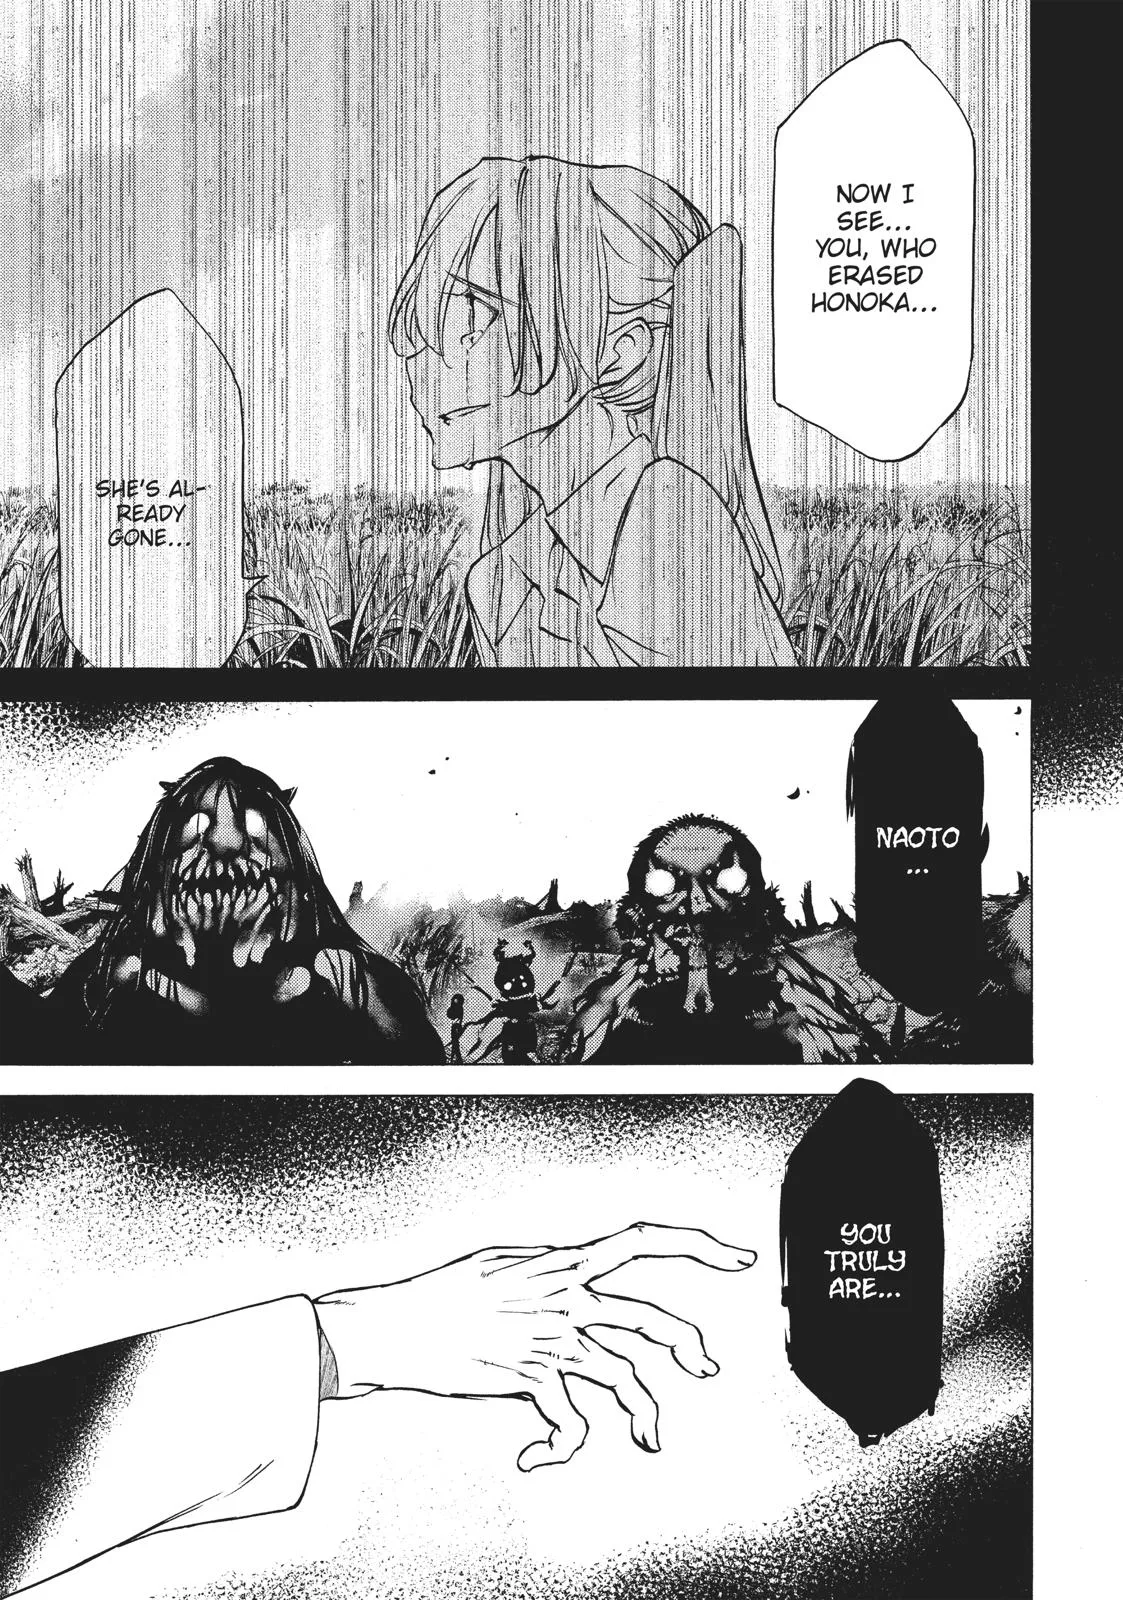 NOW I
SEE...
YOU, WHO
ERASED
HONOKA...
SHE'S AL-
READY
GONE...
NAOTO
...
YOU
TRULY
ARE...